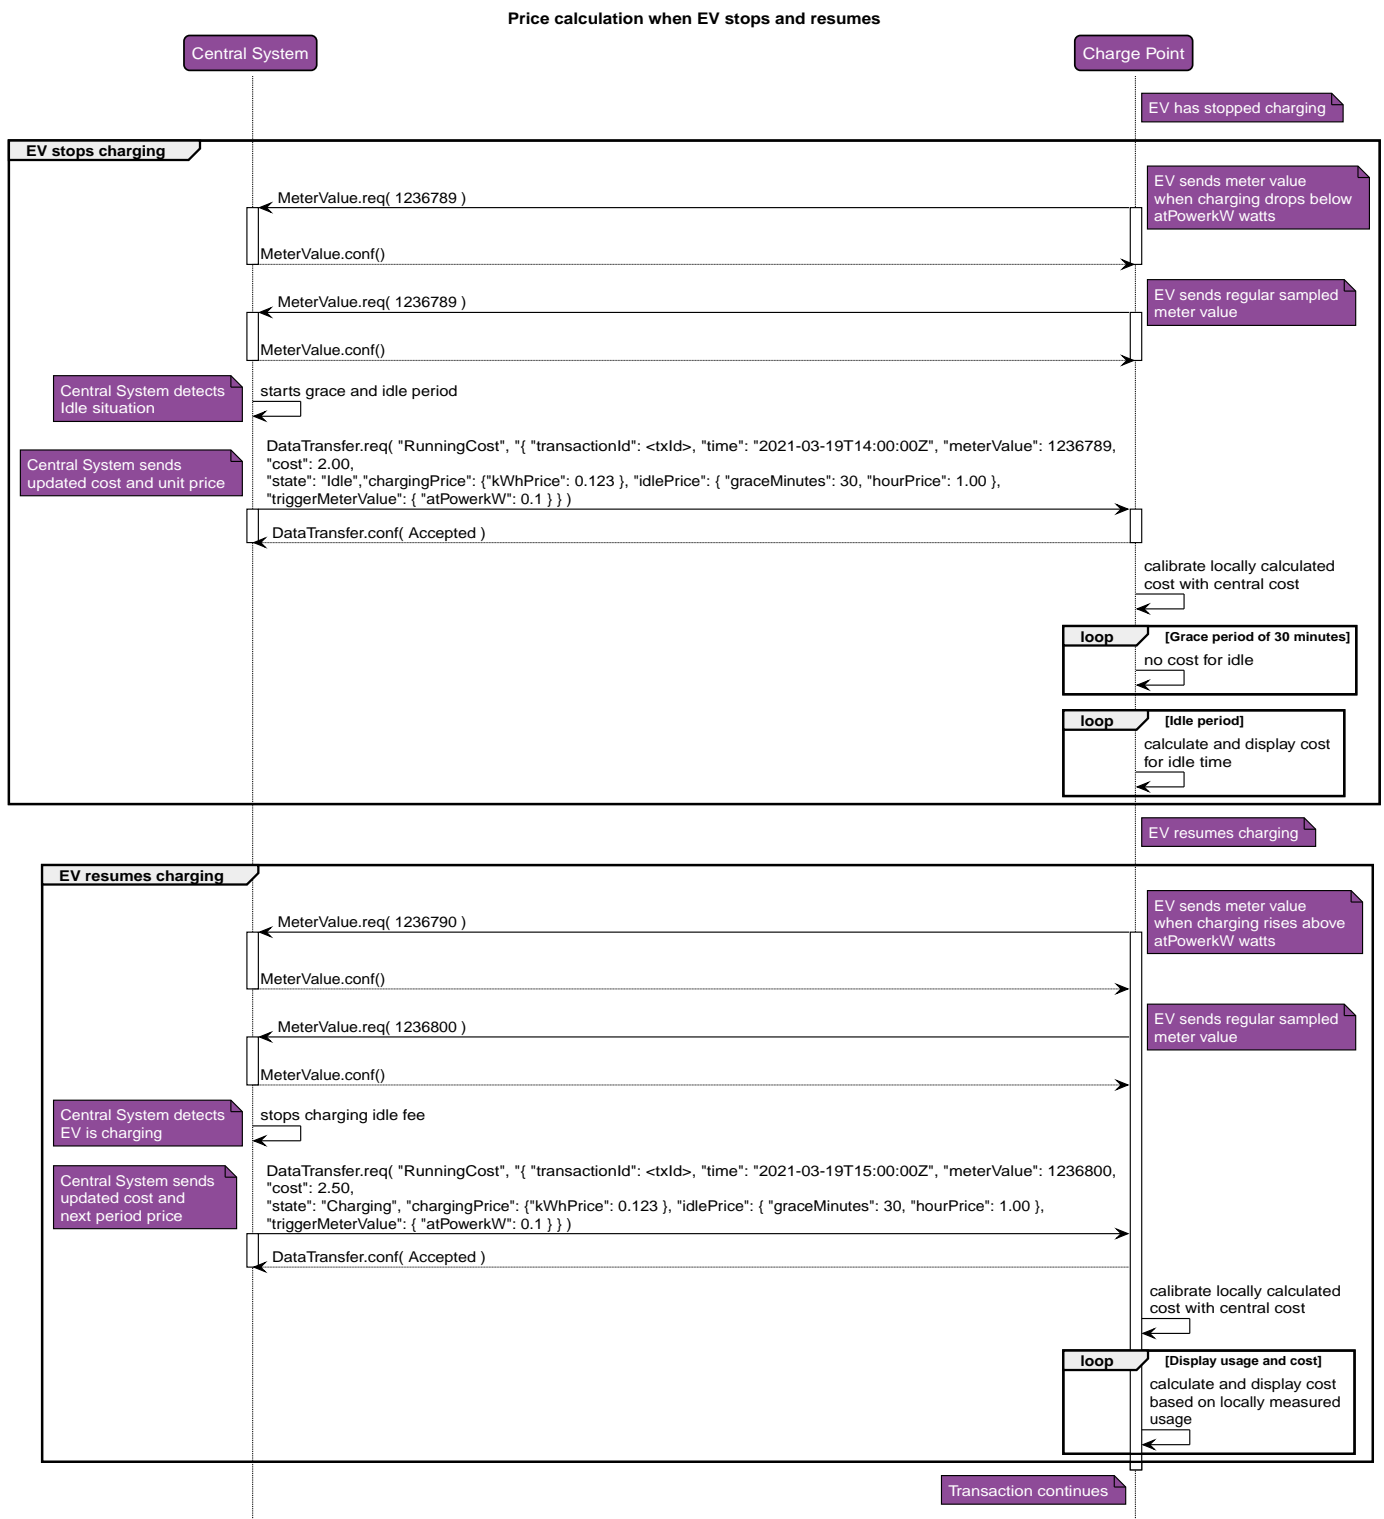 Price calculation when EV stops and resumes
Central System
Charge Point
EV has stopped charging
EV stops charging
EV sends meter value
when charging drops below
atPowerkW watts
MeterValue.req( 1236789 )
MeterValue.conf()
EV sends regular sampled
meter value
MeterValue.req( 1236789 )
MeterValue.conf()
Central System detects
Idle situation
starts grace and idle period
Central System sends
updated cost and unit price
DataTransfer.req( "RunningCost", "{ "transactionId": <txId>, "time": "2021-03-19T14:00:00Z", "meterValue": 1236789,
"cost": 2.00,
"state": "Idle","chargingPrice": {"kWhPrice": 0.123 }, "idlePrice": { "graceMinutes": 30, "hourPrice": 1.00 },
"triggerMeterValue": { "atPowerkW": 0.1 } } )
DataTransfer.conf( Accepted )
calibrate locally calculated
cost with central cost
loop [Grace period of 30 minutes]
no cost for idle
loop [Idle period]
calculate and display cost
for idle time
EV resumes charging
EV resumes charging
EV sends meter value
when charging rises above
atPowerkW watts
MeterValue.req( 1236790 )
MeterValue.conf()
EV sends regular sampled
meter value
MeterValue.req( 1236800 )
MeterValue.conf()
Central System detects
EV is charging
stops charging idle fee
Central System sends
updated cost and
next period price
DataTransfer.req( "RunningCost", "{ "transactionId": <txId>, "time": "2021-03-19T15:00:00Z", "meterValue": 1236800,
"cost": 2.50,
"state": "Charging", "chargingPrice": {"kWhPrice": 0.123 }, "idlePrice": { "graceMinutes": 30, "hourPrice": 1.00 },
"triggerMeterValue": { "atPowerkW": 0.1 } } )
DataTransfer.conf( Accepted )
calibrate locally calculated
cost with central cost
loop [Display usage and cost]
calculate and display cost
based on locally measured
usage
Transaction continues